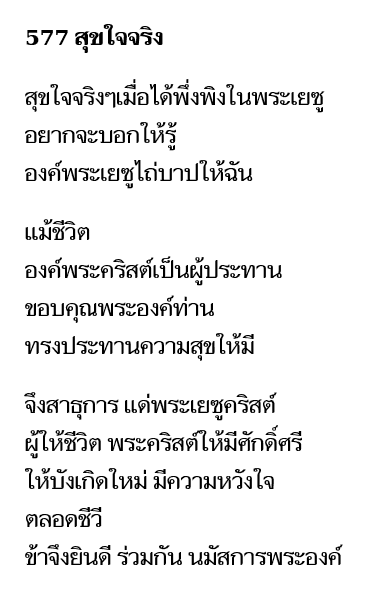 577 สุขใจจริง
สุขใจจริงๆเมื่อได้พึ่งพิงในพระเยซู
อยากจะบอกให้รู้
องค์พระเยซูไถ่บาปให้ฉัน
แม้ชีวิต
องค์พระคริสต์เป็นผู้ประทาน
ขอบคุณพระองค์ท่าน
ทรงประทานความสุขให้มี
จึงสาธุการ แด่พระเยซูคริสต์
ผู้ให้ชีวิต พระคริสต์ให้มีศักดิ์ศรี
ให้บังเกิดใหม่ มีความหวังใจ
ตลอดชีวี
ข้าจึงยินดี ร่วมกัน นมัสการพระองค์